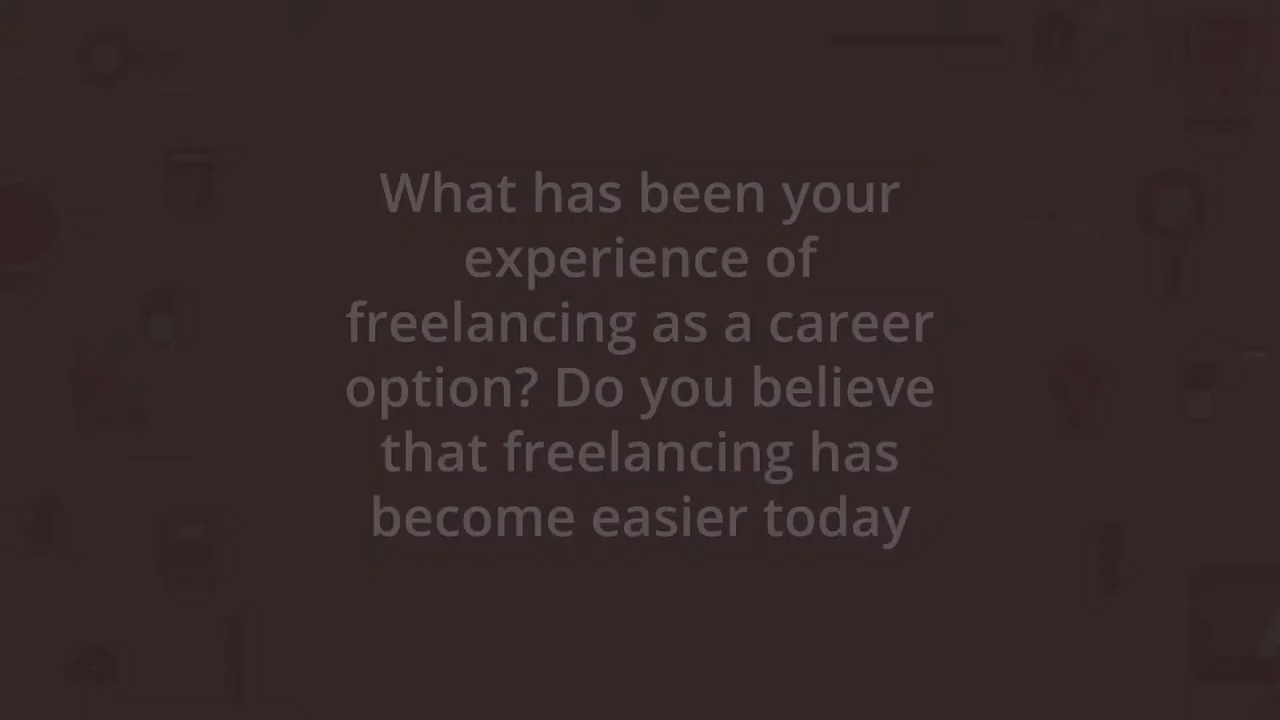 What has been your
experience of
freelancing as a career
option? Do you believe
that freelancing has
become easier today